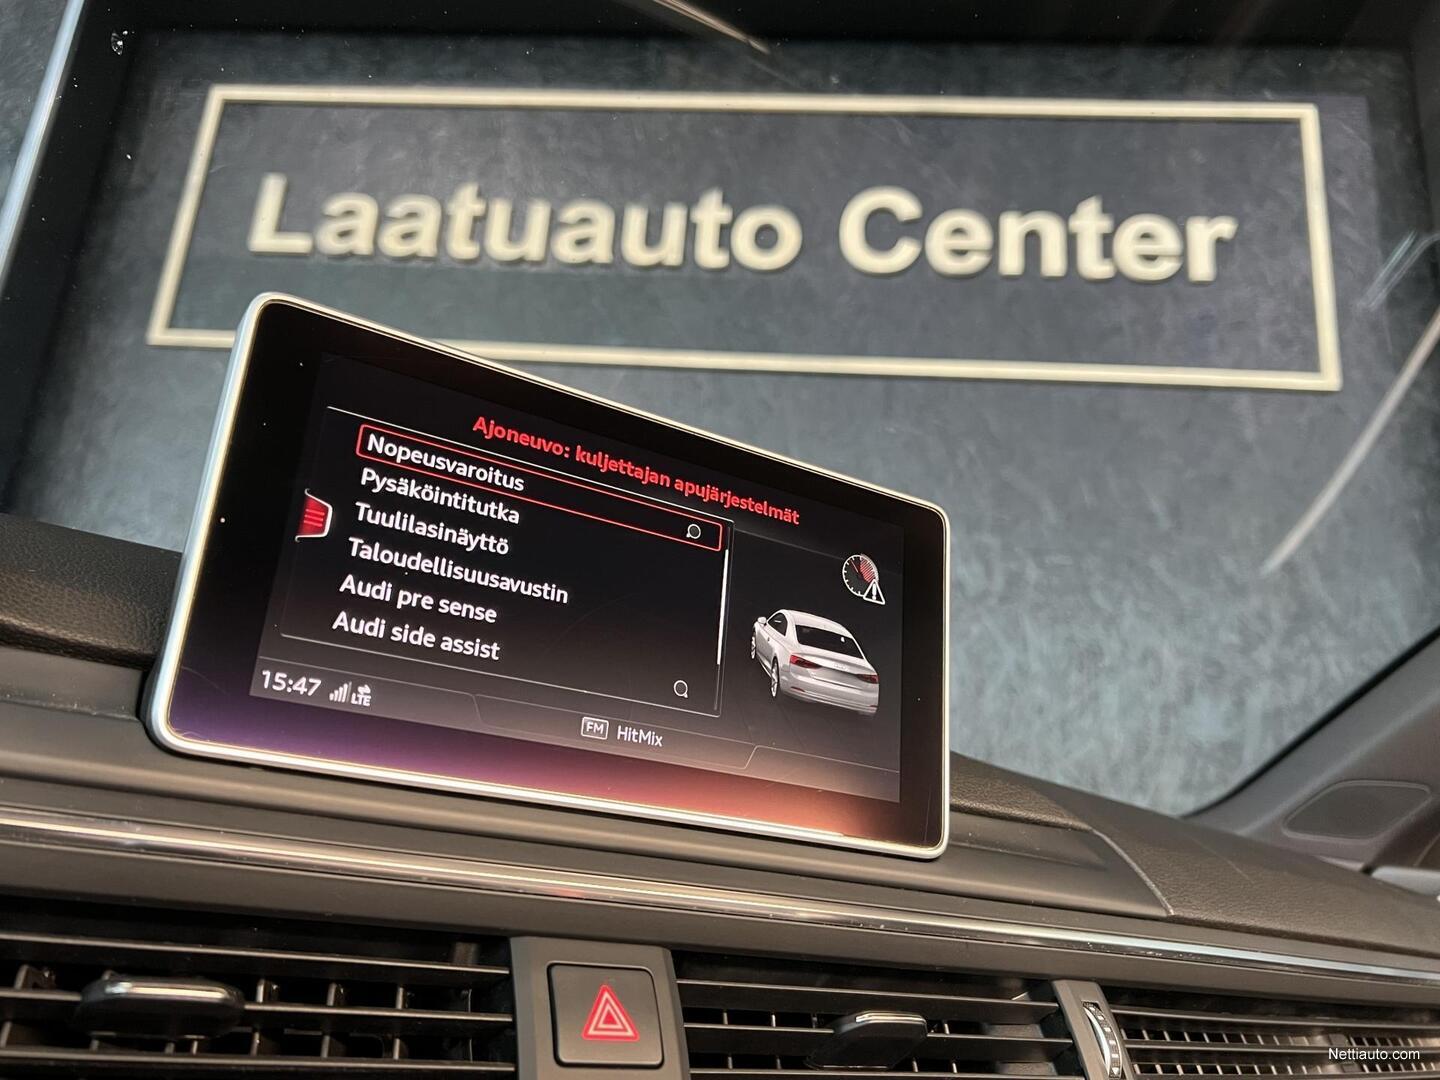 Laatuauto Center
Ajoneuvo: kuljettajan apujärjestelmät
Nopeusvaroitus
Pysäköintitutka
Tuulilasinäyttö
Taloudellisuusavustin
Audi pre sense
Audi side assist
15:47 LTE
FM HitMix
Nettiauto.com